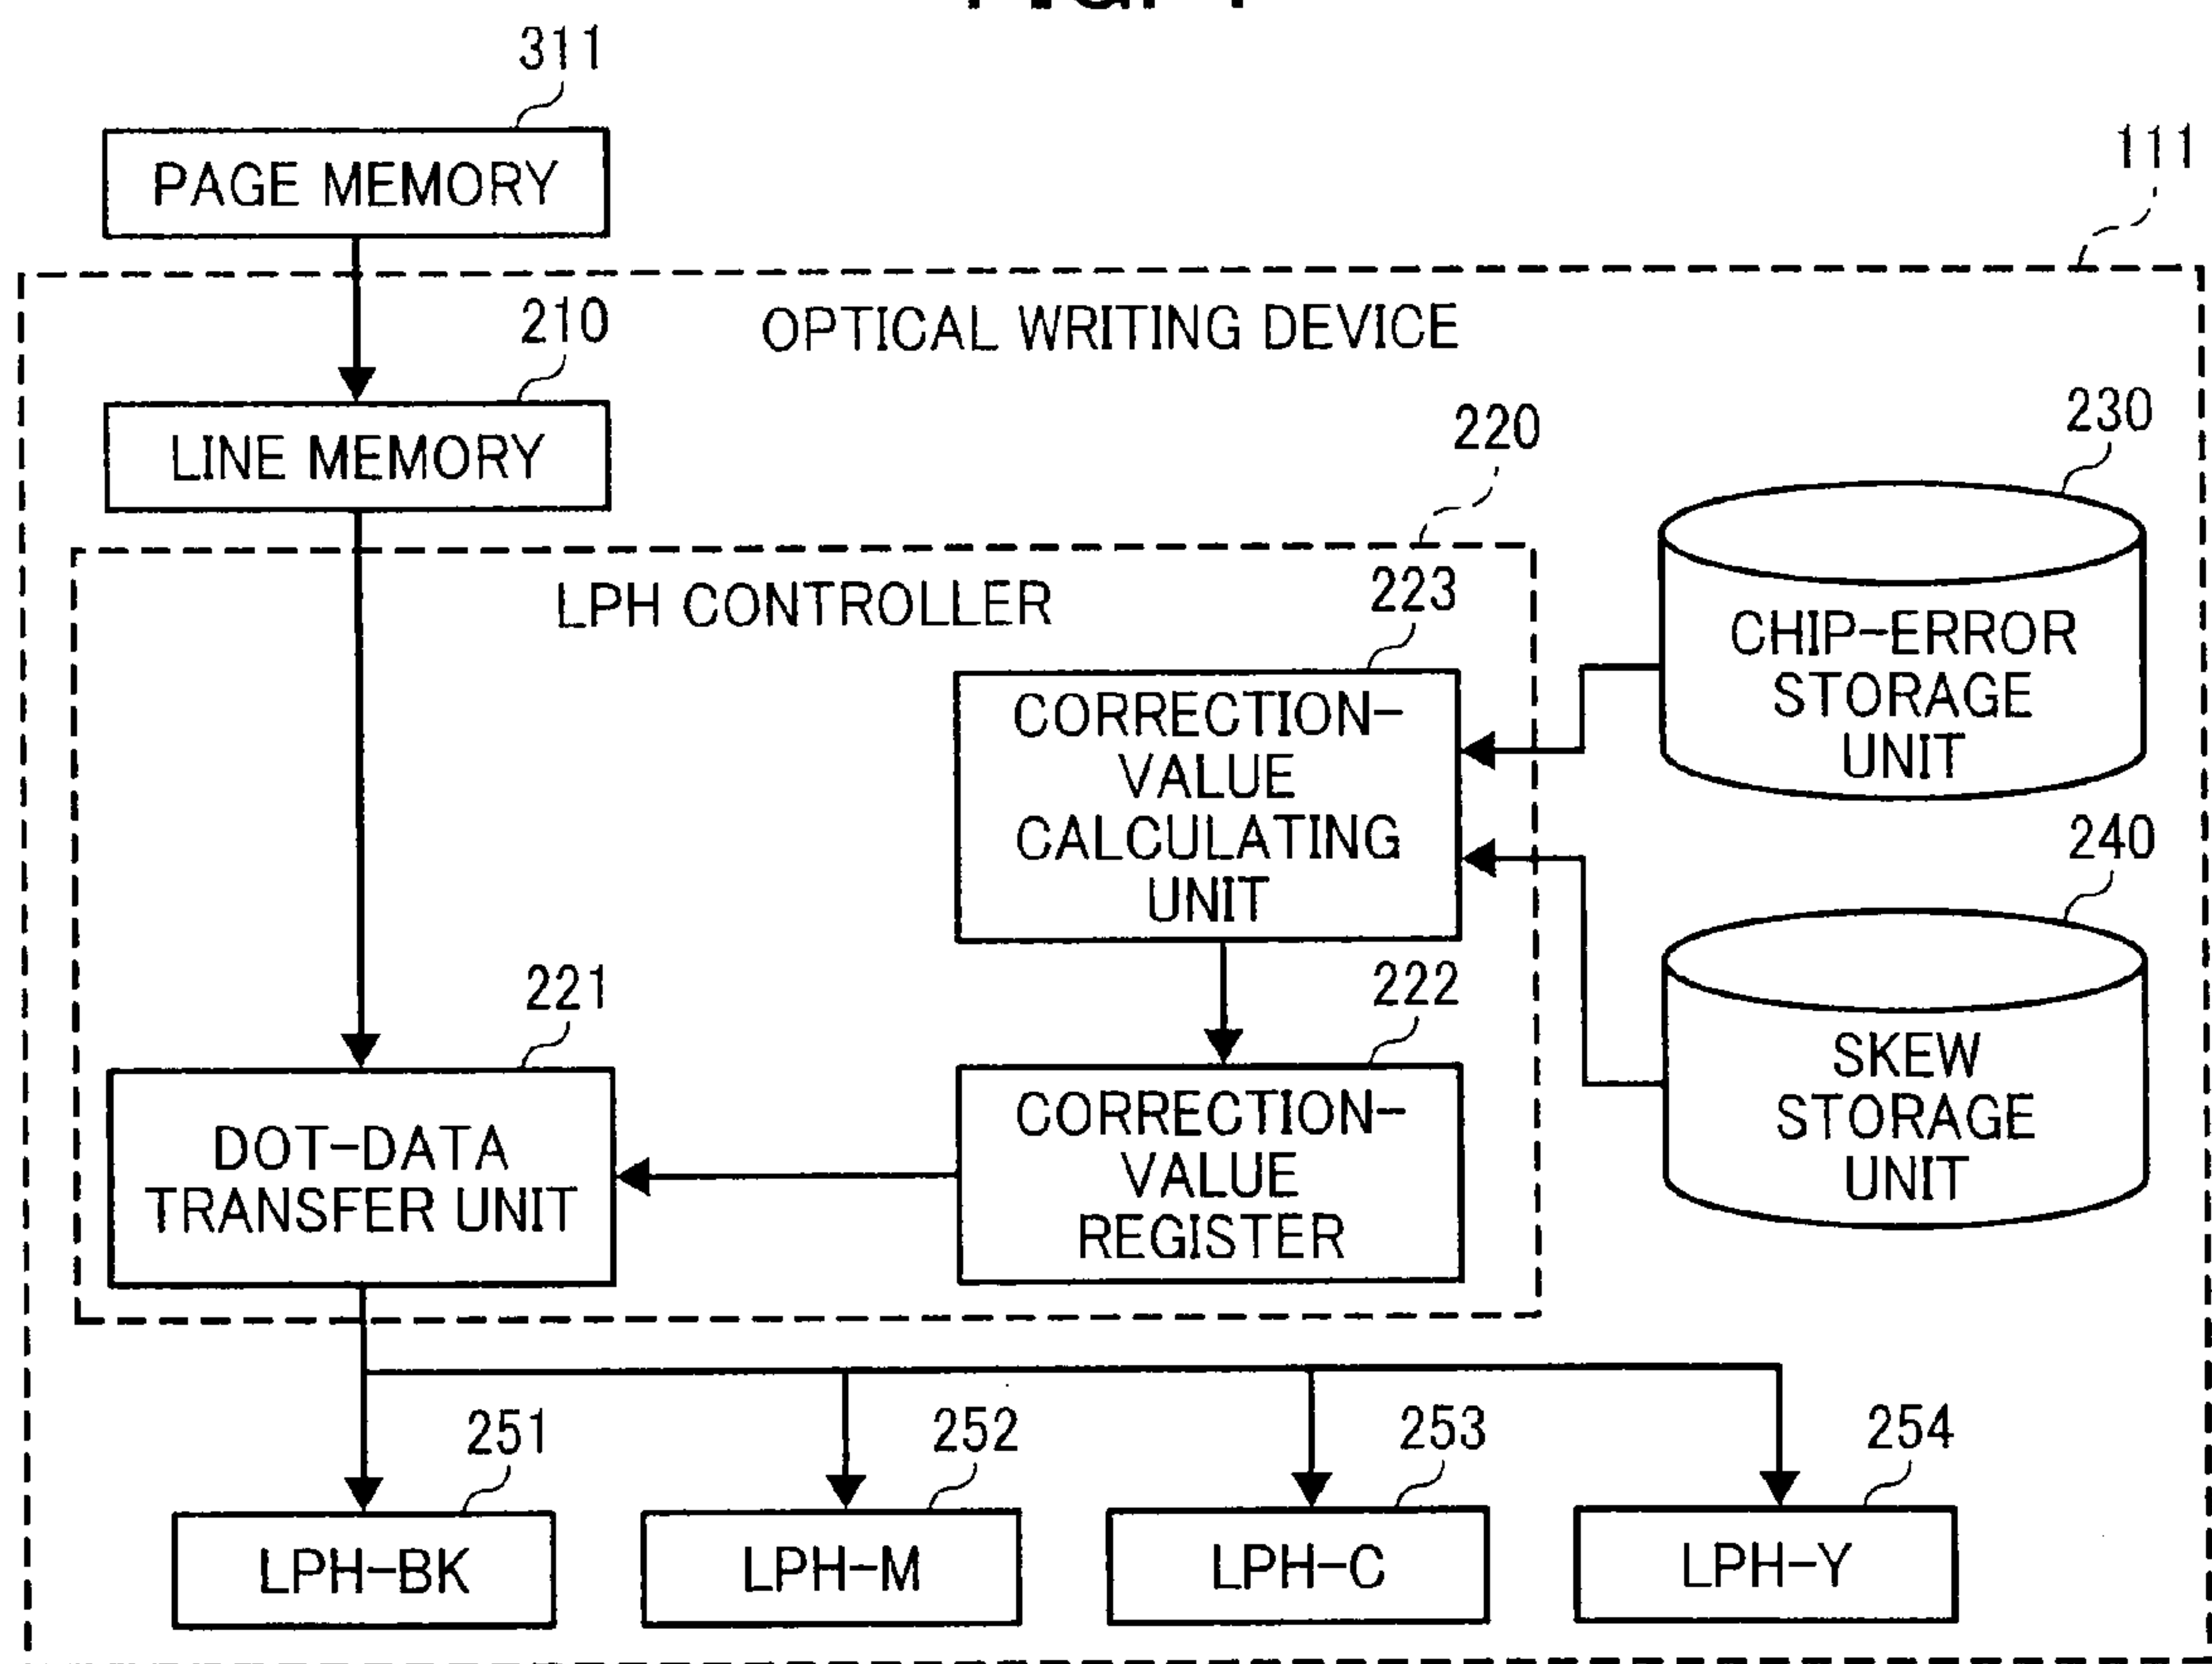 311
PAGE MEMORY
111
210
OPTICAL WRITING DEVICE
LINE MEMORY
220
230
LPH CONTROLLER
223
CHIP-ERROR
STORAGE
UNIT
CORRECTION-
VALUE
CALCULATING
UNIT
240
221
222
SKEW
STORAGE
UNIT
DOT-DATA
TRANSFER UNIT
CORRECTION-
VALUE
REGISTER
251
252
253
254
LPH-BK
LPH-M
LPH-C
LPH-Y